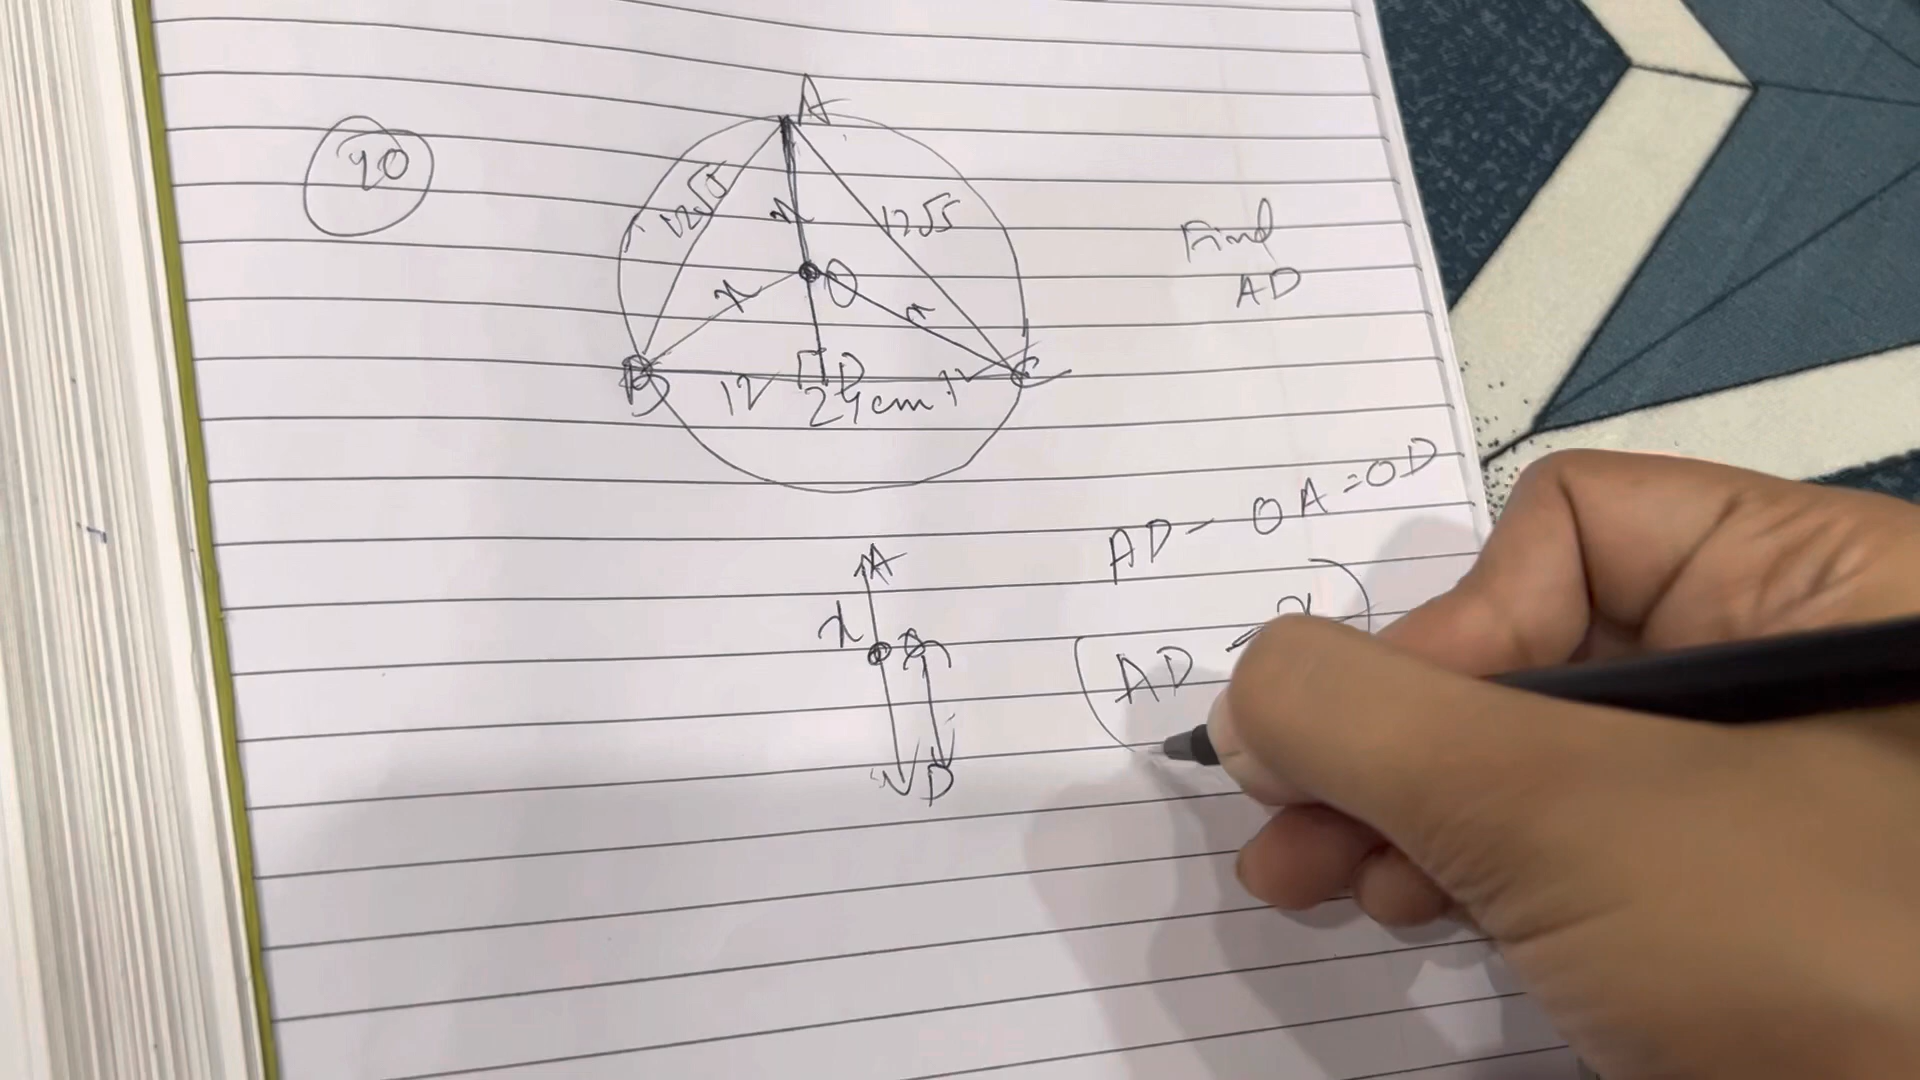 20
A
12√5
12√5
x
O
x
x
B
12
D
24cm
12
C
Find
AD
AD - OA = OD
A
x
O
D
AD - x